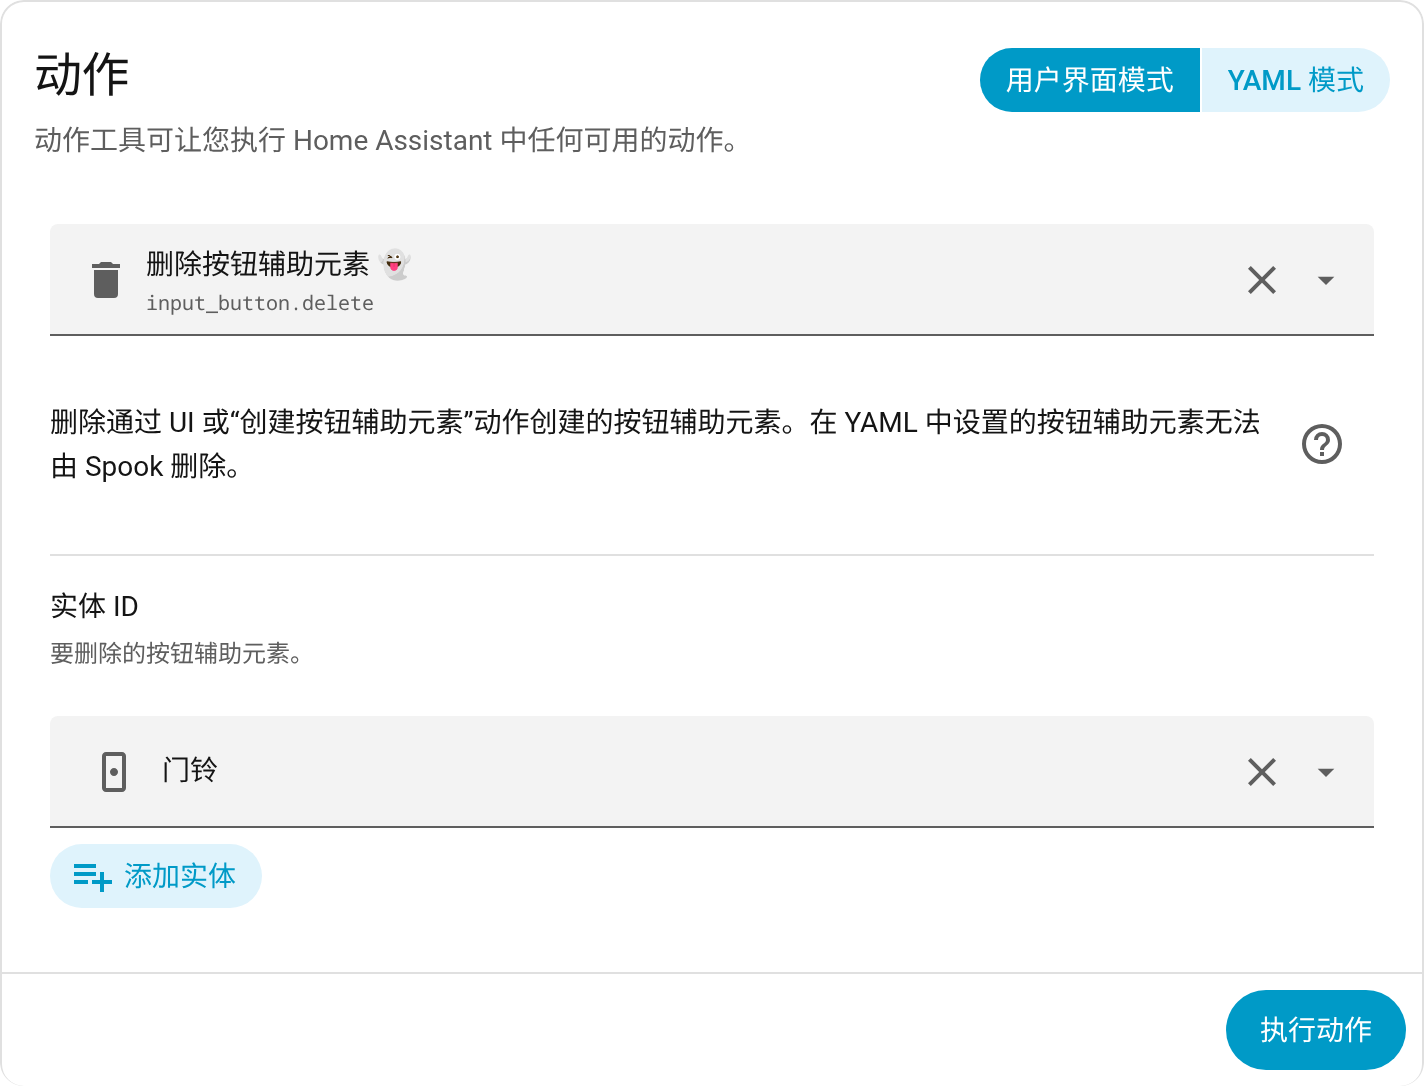 动作
用户界面模式
YAML 模式
动作工具可让您执行 Home Assistant 中任何可用的动作。
删除按钮辅助元素 👻
input_button.delete
删除通过 UI 或“创建按钮辅助元素”动作创建的按钮辅助元素。在 YAML 中设置的按钮辅助元素无法
由 Spook 删除。
实体 ID
要删除的按钮辅助元素。
门铃
添加实体
执行动作